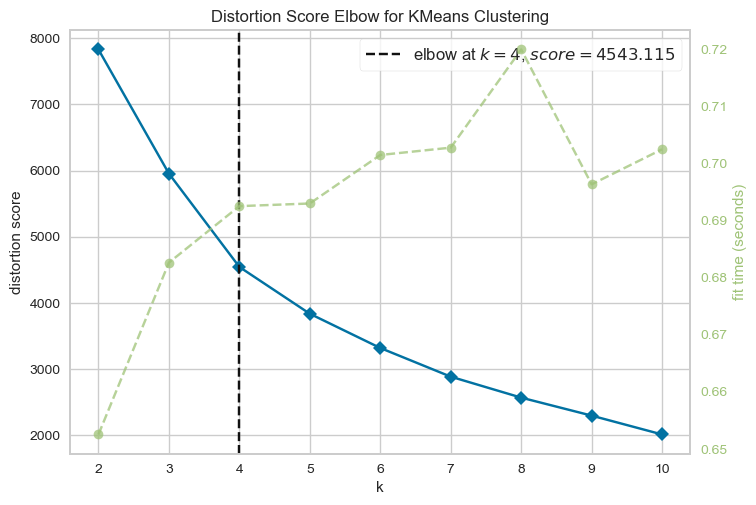 Distortion Score Elbow for KMeans Clustering
elbow at k = 4, score = 4543.115
distortion score
8000
7000
6000
5000
4000
3000
2000
0.72
0.71
0.70
0.69
0.68
0.67
0.66
0.65
fit time (seconds)
2 3 4 5 6 7 8 9 10
k